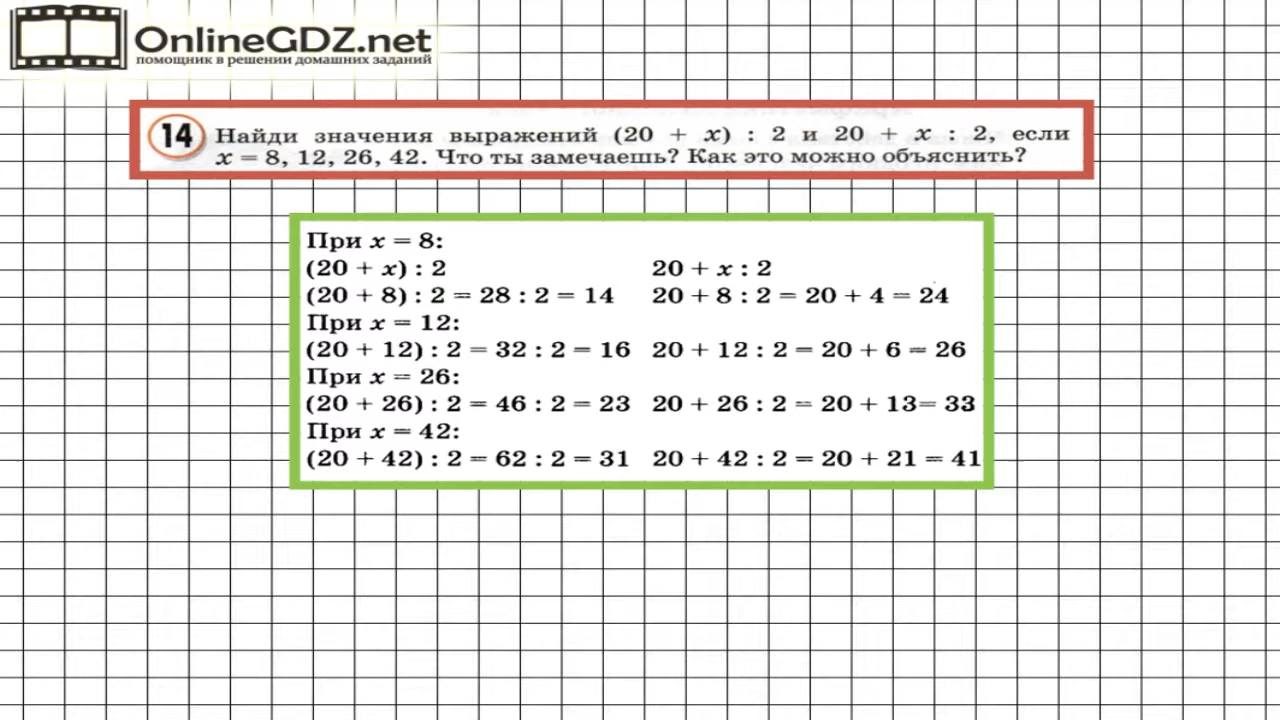 OnlineGDZ.net
помощник в решении домашних заданий
14 Найди значения выражений (20 + x) : 2 и 20 + x : 2, если
x = 8, 12, 26, 42. Что ты замечаешь? Как это можно объяснить?
При x = 8:
(20 + x) : 2 20 + x : 2
(20 + 8) : 2 = 28 : 2 = 14 20 + 8 : 2 = 20 + 4 = 24
При x = 12:
(20 + 12) : 2 = 32 : 2 = 16 20 + 12 : 2 = 20 + 6 = 26
При x = 26:
(20 + 26) : 2 = 46 : 2 = 23 20 + 26 : 2 = 20 + 13= 33
При x = 42:
(20 + 42) : 2 = 62 : 2 = 31 20 + 42 : 2 = 20 + 21 = 41